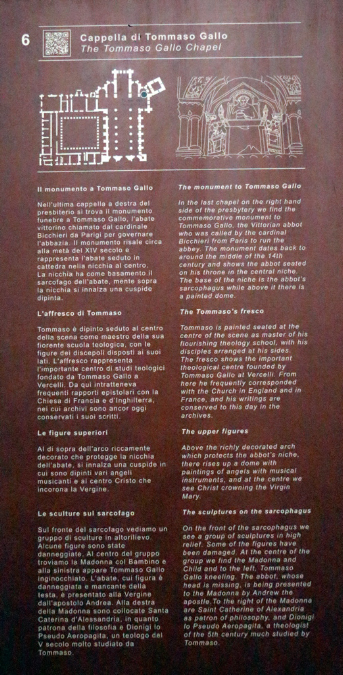 6
Cappella di Tommaso Gallo
The Tommaso Gallo Chapel
Il monumento a Tommaso Gallo
Nell'ultima cappella a destra del
presbiterio si trova il monumento
funebre a Tommaso Gallo, l'abate
vittorino chiamato dal cardinale
Bicchieri da Parigi per governare
l'abbazia. Il monumento risale circa
alla metà del XIV secolo e
rappresenta l'abate seduto in
cattedra nella nicchia al centro.
La nicchia ha come basamento il
sarcofago dell'abate, mente sopra
la nicchia si innalza una cuspide
dipinta.
L'affresco di Tommaso
Tommaso è dipinto seduto al centro
della scena come maestro della sua
fiorente scuola teologica, con le
figure dei discepoli disposti ai suoi
lati. L'affresco rappresenta
l'importante centro di studi teologici
fondato da Tommaso Gallo a
Vercelli. Da qui intratteneva
frequenti rapporti epistolari con la
Chiesa di Francia e d'Inghilterra,
nei cui archivi sono ancor oggi
conservati i suoi scritti.
Le figure superiori
Al di sopra dell'arco riccamente
decorato che protegge la nicchia
dell'abate, si innalza una cuspide in
cui sono dipinti vari angeli
musicanti e al centro Cristo che
incorona la Vergine.
Le sculture sul sarcofago
Sul fronte del sarcofago vediamo un
gruppo di sculture in altorilievo.
Alcune figure sono state
danneggiate. Al centro del gruppo
troviamo la Madonna col Bambino e
alla sinistra appare Tommaso Gallo
inginocchiato. L'abate, cui figura è
danneggiata e mancante della
testa, è presentato alla Vergine
dall'apostolo Andrea. Alla destra
della Madonna sono collocate Santa
Caterina d'Alessandria, in quanto
patrona della filosofia e Dionigi lo
Pseudo Aeropagita, un teologo del
V secolo molto studiato da
Tommaso.
The monument to Tommaso Gallo
In the last chapel on the right hand
side of the presbytery we find the
commemorative monument to
Tommaso Gallo, the Vittorian abbot
who was called by the cardinal
Bicchieri from Paris to run the
abbey. The monument dates back to
around the middle of the 14th
century and shows the abbot seated
on his throne in the central niche.
The base of the niche is the abbot's
sarcophagus while above it there is
a painted dome.
The Tommaso's fresco
Tommaso is painted seated at the
centre of the scene as master of his
flourishing theology school, with his
disciples arranged at his sides.
The fresco shows the important
theological centre founded by
Tommaso Gallo at Vercelli. From
here he frequently corresponded
with the Church in England and in
France, and his writings are
conserved to this day in the
archives.
The upper figures
Above the richly decorated arch
which protects the abbot's niche,
there rises up a dome with
paintings of angels with musical
instruments, and at the centre we
see Christ crowning the Virgin
Mary.
The sculptures on the sarcophagus
On the front of the sarcophagus we
see a group of sculptures in high
relief. Some of the figures have
been damaged. At the centre of the
group we find the Madonna and
Child and to the left, Tommaso
Gallo kneeling. The abbot, whose
head is missing, is being presented
to the Madonna by Andrew the
apostle.To the right of the Madonna
are Saint Catherine of Alexandria
as patron of philosophy, and Dionigi
lo Pseudo Aeropagita, a theologist
of the 5th century much studied by
Tommaso.